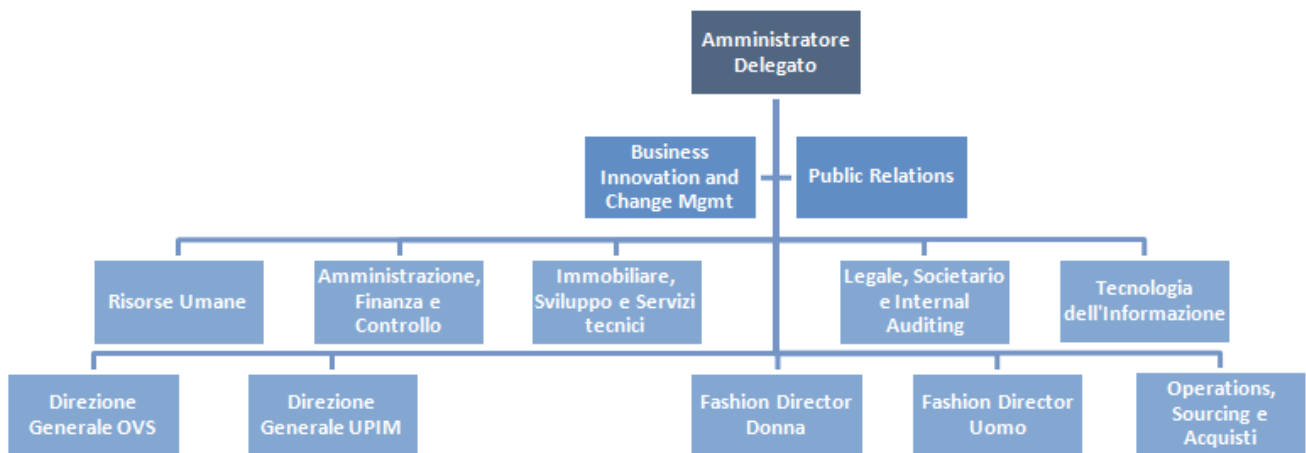 Amministratore
Delegato
Business
Innovation and
Change Mgmt
Public Relations
Risorse Umane
Amministrazione,
Finanza e
Controllo
Immobiliare,
Sviluppo e Servizi
tecnici
Legale, Societario
e Internal
Auditing
Tecnologia
dell'Informazione
Direzione
Generale OVS
Direzione
Generale UPIM
Fashion Director
Donna
Fashion Director
Uomo
Operations,
Sourcing e
Acquisti